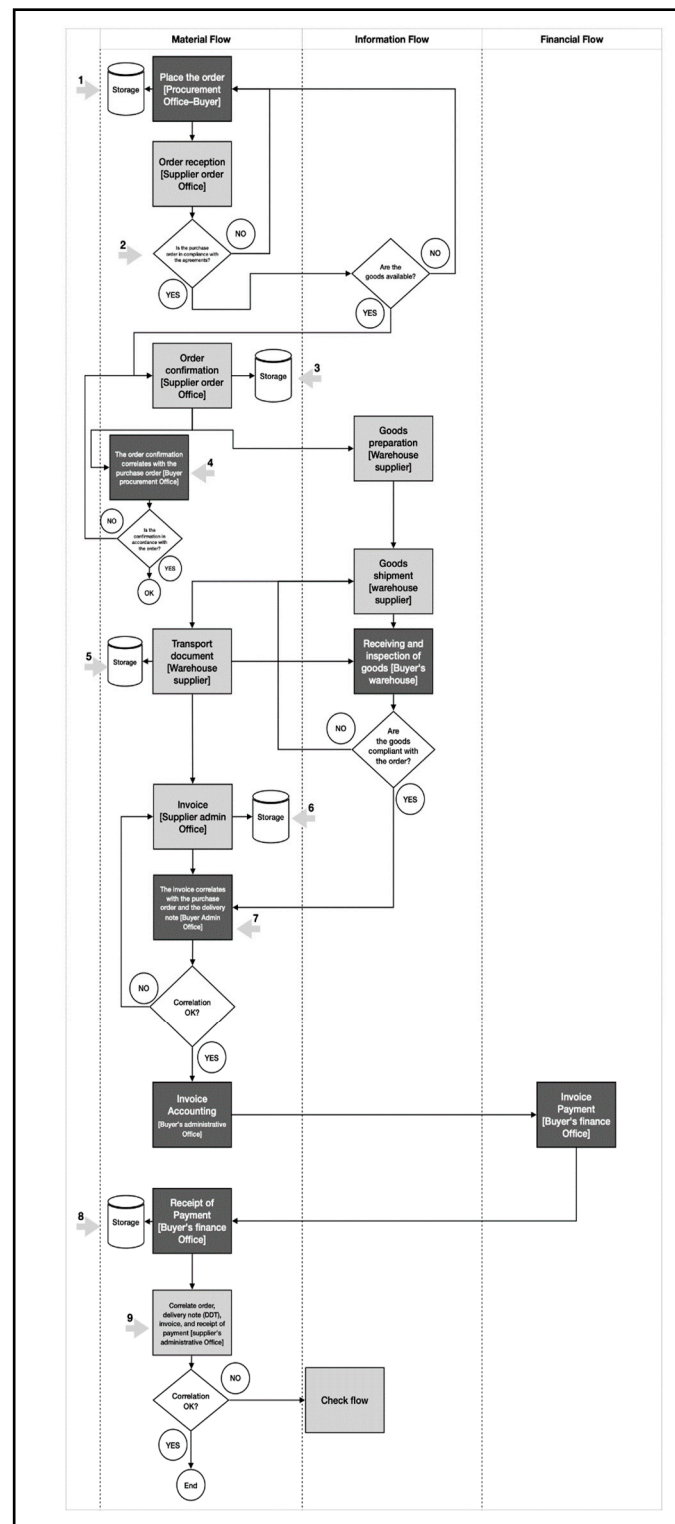 Material Flow
Information Flow
Financial Flow
1
Storage
Place the order
[Procurement
Office–Buyer]
Order reception
[Supplier order
Office]
2
Is the purchase
order in compliance with
the agreements?
NO
YES
Are the
goods available?
NO
YES
Order
confirmation
[Supplier order
Office]
Storage
3
The order confirmation
correlates with the
purchase order [Buyer
procurement Office]
4
Goods
preparation
[Warehouse
supplier]
NO
Is the
confirmation in
accordance with
the order?
YES
OK
Goods
shipment
[warehouse
supplier]
5
Storage
Transport
document
[Warehouse
supplier]
Receiving and
inspection of
goods [Buyer's
warehouse]
NO
Are
the goods
compliant with
the order?
YES
Invoice
[Supplier admin
Office]
Storage
6
The invoice correlates
with the purchase
order and the delivery
note [Buyer Admin
Office]
7
NO
Correlation
OK?
YES
Invoice
Accounting
[Buyer's administrative
Office]
Invoice
Payment
[Buyer's finance
Office]
8
Storage
Receipt of
Payment
[Buyer's finance
Office]
9
Correlate order,
delivery note (DDT),
invoice, and receipt of
payment [supplier's
administrative Office]
Correlation
OK?
NO
Check flow
YES
End